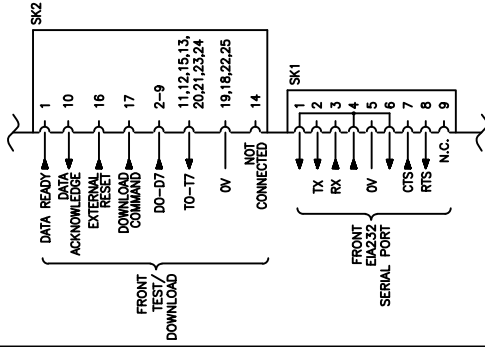 SK2
DATA READY 1
DATA
ACKNOWLEDGE 10
EXTERNAL
RESET 16
DOWNLOAD
COMMAND 17
DO-D7 2-9
TO-T7 11,12,15,13,
20,21,23,24
0V 19,18,22,25
NOT
CONNECTED 14
FRONT
TEST/
DOWNLOAD
SK1
1
TX 2
RX 3
4
0V 5
6
CTS 7
RTS 8
N.C. 9
FRONT
EIA232
SERIAL PORT